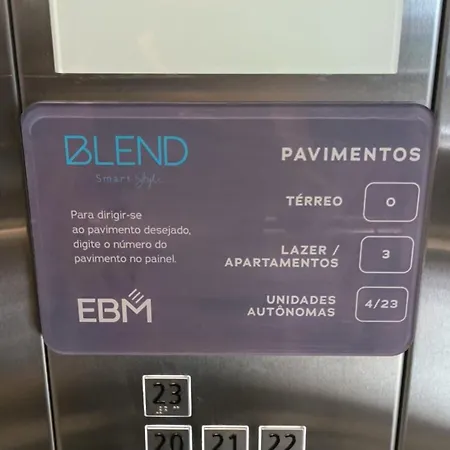 BLEND
Smart Style
Para dirigir-se
ao pavimento desejado,
digite o número do
pavimento no painel.
EBM
PAVIMENTOS
TÉRREO 0
LAZER /
APARTAMENTOS 3
UNIDADES
AUTÔNOMAS 4/23
23
20 21 22